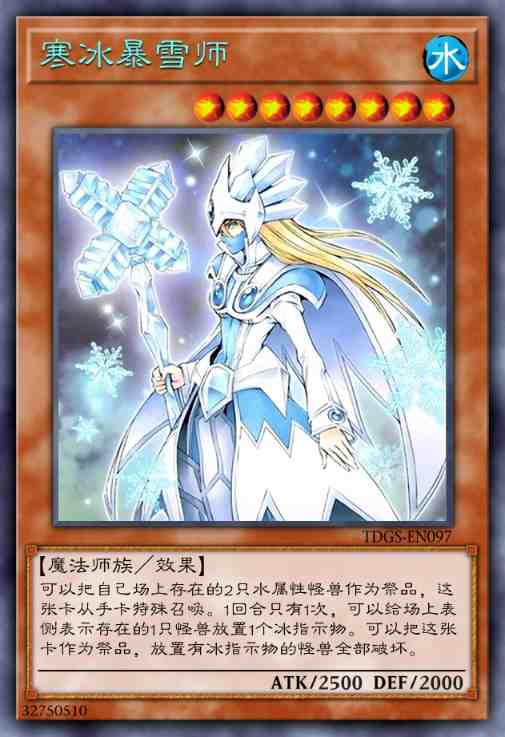 寒冰暴雪师
水
TDGS-EN097
【魔法师族／效果】
可以把自己场上存在的2只水属性怪兽作为祭品，这
张卡从手卡特殊召唤。1回合只有1次，可以给场上表
侧表示存在的1只怪兽放置1个冰指示物。可以把这张
卡作为祭品，放置有冰指示物的怪兽全部破坏。
ATK/2500 DEF/2000
32750510